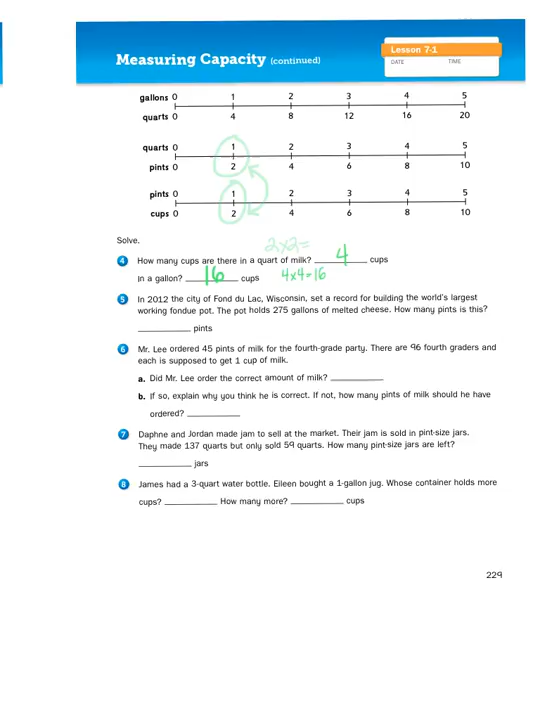 Measuring Capacity (continued)
Lesson 7-1
DATE TIME
gallons 0 1 2 3 4 5
quarts 0 4 8 12 16 20
quarts 0 1 2 3 4 5
pints 0 2 4 6 8 10
pints 0 1 2 3 4 5
cups 0 2 4 6 8 10
Solve.
2x2=
4 How many cups are there in a quart of milk? 4 cups
In a gallon? 16 cups 4x4=16
5 In 2012 the city of Fond du Lac, Wisconsin, set a record for building the world's largest
working fondue pot. The pot holds 275 gallons of melted cheese. How many pints is this?
________ pints
6 Mr. Lee ordered 45 pints of milk for the fourth-grade party. There are 96 fourth graders and
each is supposed to get 1 cup of milk.
a. Did Mr. Lee order the correct amount of milk? ________
b. If so, explain why you think he is correct. If not, how many pints of milk should he have
ordered? ________
7 Daphne and Jordan made jam to sell at the market. Their jam is sold in pint-size jars.
They made 137 quarts but only sold 59 quarts. How many pint-size jars are left?
________ jars
8 James had a 3-quart water bottle. Eileen bought a 1-gallon jug. Whose container holds more
cups? ________ How many more? ________ cups
229